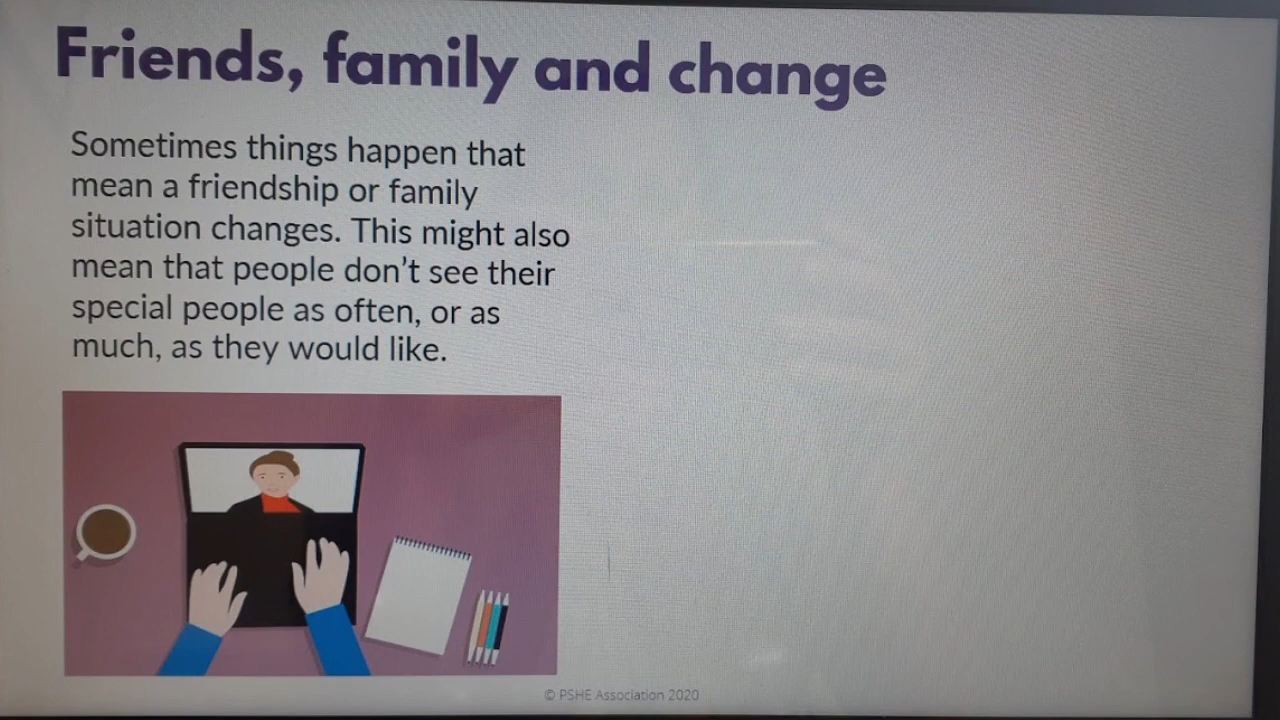 Friends, family and change
Sometimes things happen that
mean a friendship or family
situation changes. This might also
mean that people don't see their
special people as often, or as
much, as they would like.
© PSHE Association 2020